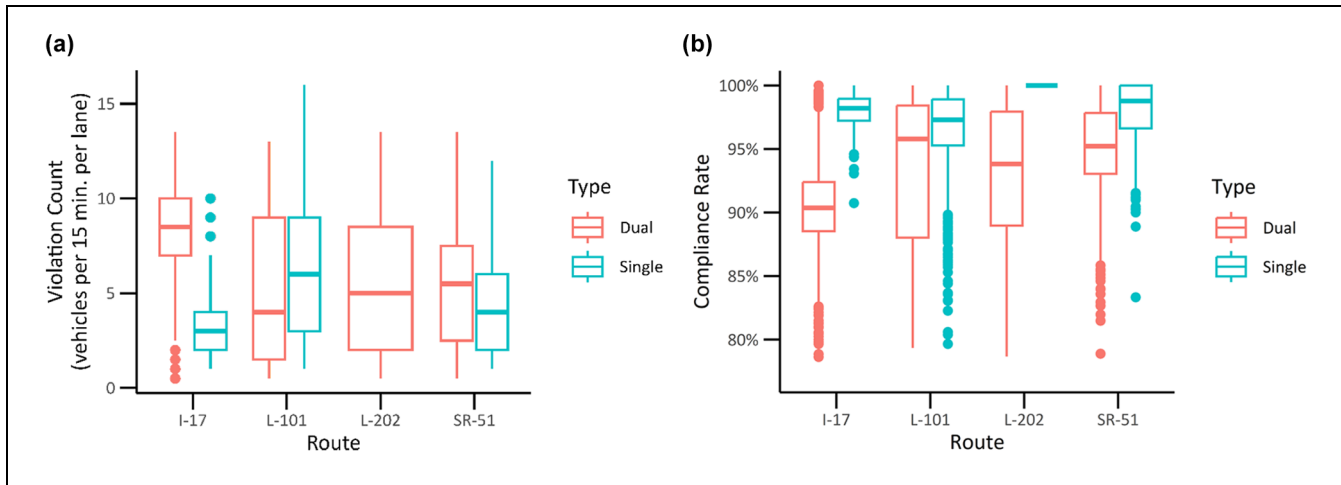 (a)
Violation Count
(vehicles per 15 min. per lane)
15
10
5
0
I-17
L-101
L-202
SR-51
Route
Type
Dual
Single
(b)
Compliance Rate
100%
95%
90%
85%
80%
I-17
L-101
L-202
SR-51
Route
Type
Dual
Single